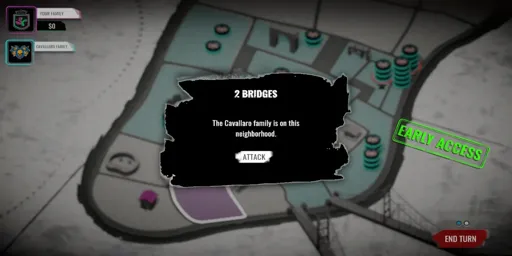 YOUR FAMILY
$0
CAVALLARO FAMILY
2 BRIDGES
The Cavallaro family is on this
neighborhood.
ATTACK
EARLY ACCESS
END TURN